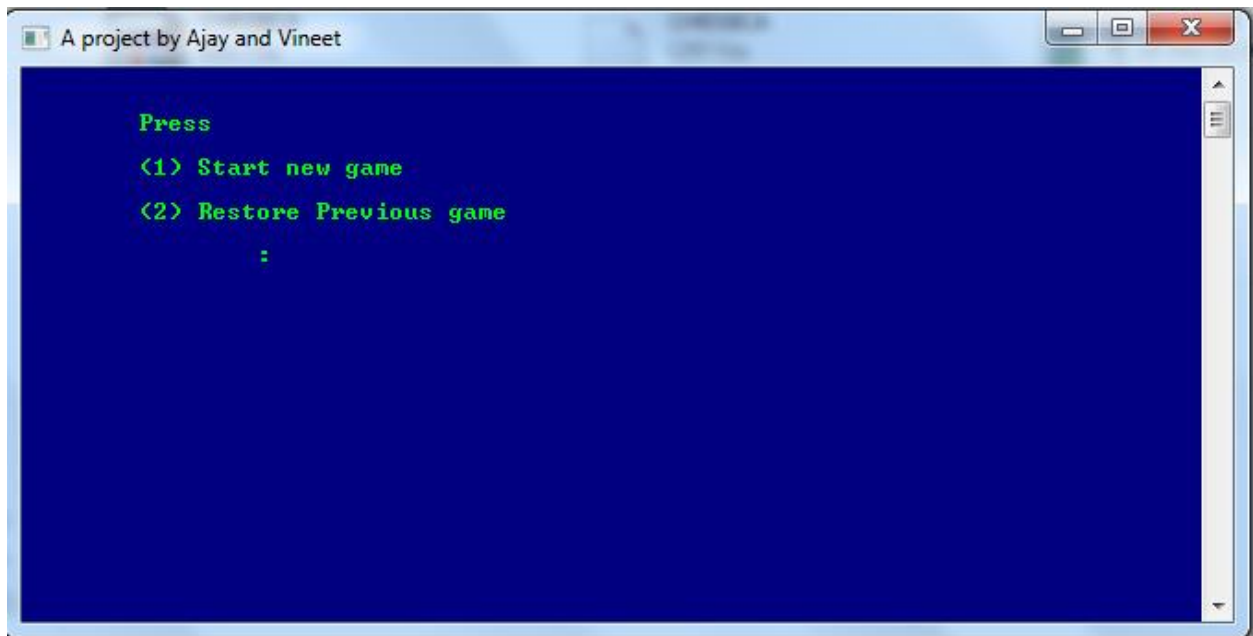 A project by Ajay and Vineet
Press
(1) Start new game
(2) Restore Previous game
: